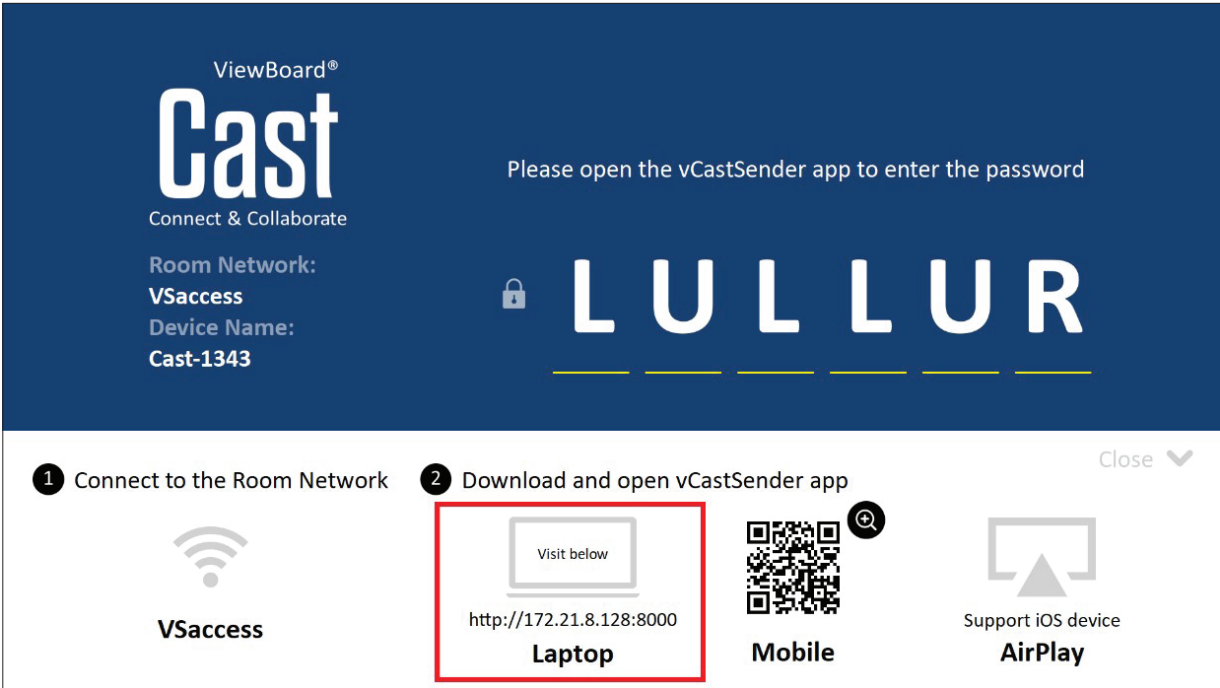 ViewBoard®
Cast
Connect & Collaborate
Room Network:
VSaccess
Device Name:
Cast-1343
Please open the vCastSender app to enter the password
L U L L U R
Close
1 Connect to the Room Network
VSaccess
2 Download and open vCastSender app
Visit below
http://172.21.8.128:8000
Laptop
Mobile
Support iOS device
AirPlay